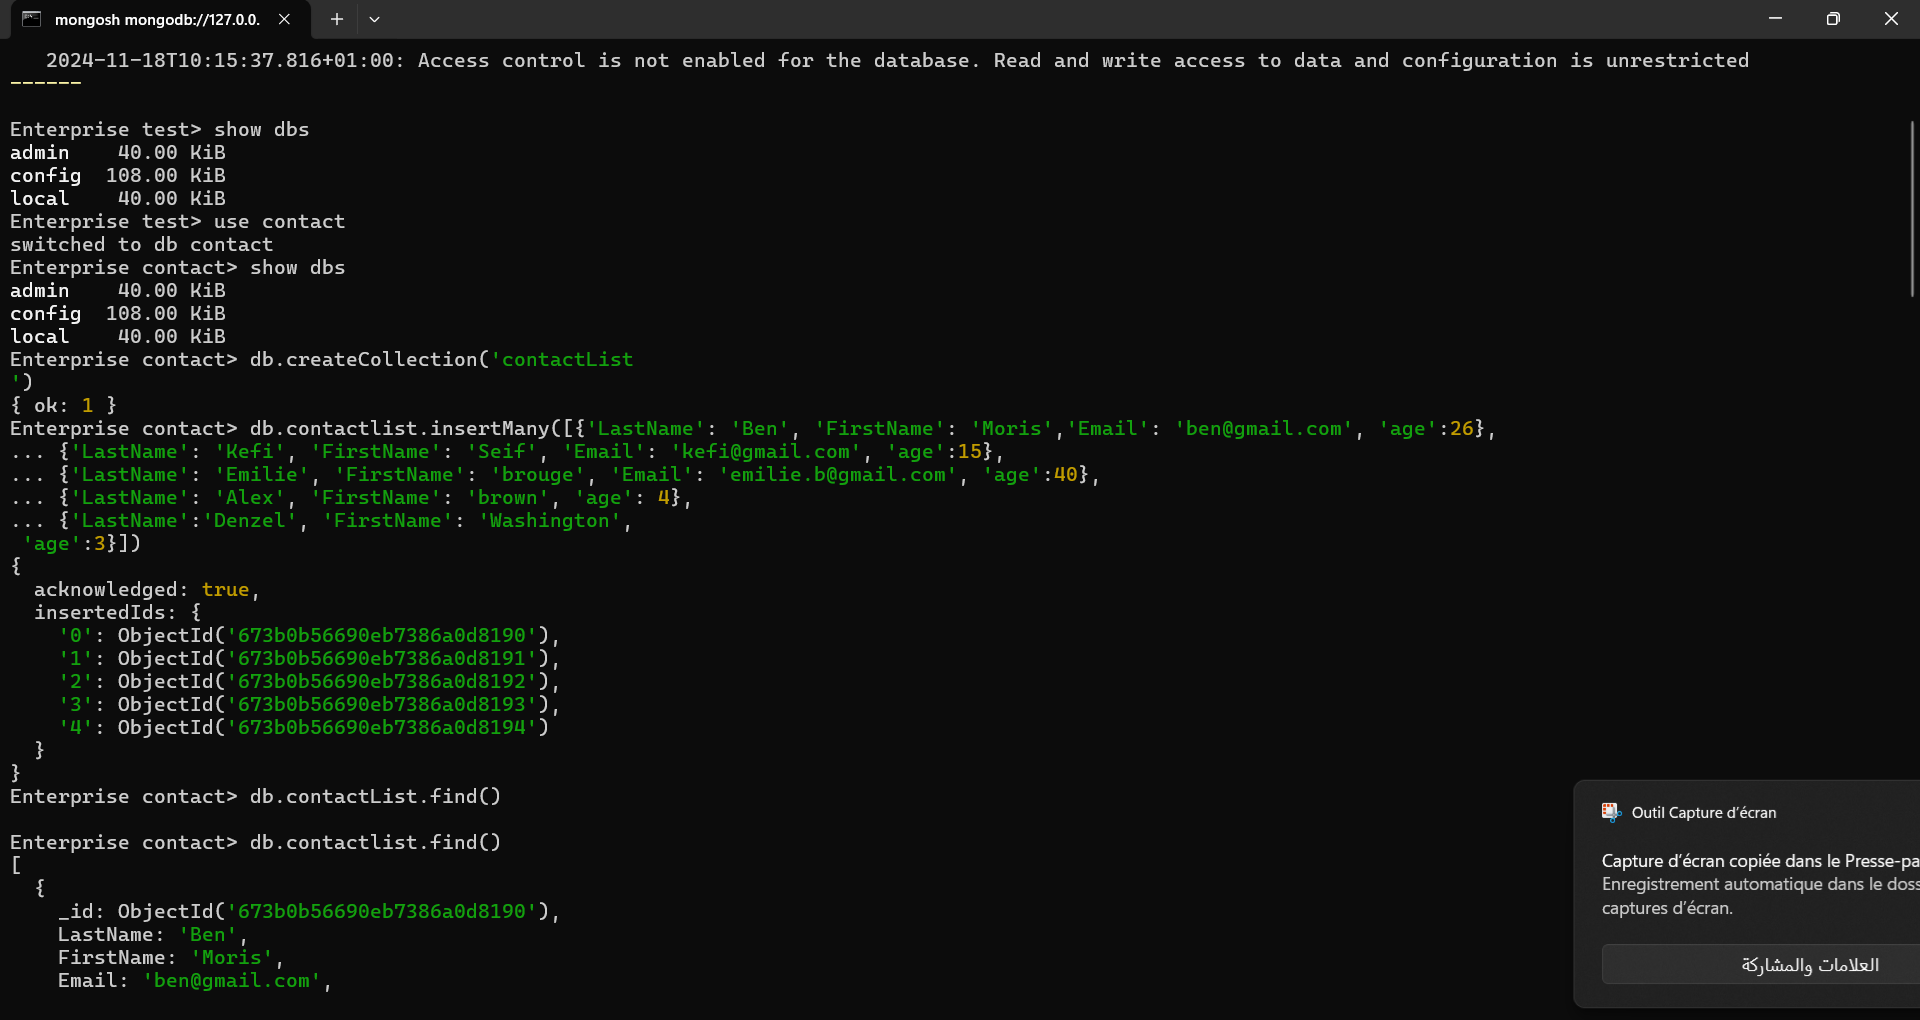 mongosh mongodb://127.0.0.
2024-11-18T10:15:37.816+01:00: Access control is not enabled for the database. Read and write access to data and configuration is unrestricted
------
Enterprise test> show dbs
admin    40.00 KiB
config  108.00 KiB
local    40.00 KiB
Enterprise test> use contact
switched to db contact
Enterprise contact> show dbs
admin    40.00 KiB
config  108.00 KiB
local    40.00 KiB
Enterprise contact> db.createCollection('contactList
')
{ ok: 1 }
Enterprise contact> db.contactlist.insertMany([{'LastName': 'Ben', 'FirstName': 'Moris','Email': 'ben@gmail.com', 'age':26},
... {'LastName': 'Kefi', 'FirstName': 'Seif', 'Email': 'kefi@gmail.com', 'age':15},
... {'LastName': 'Emilie', 'FirstName': 'brouge', 'Email': 'emilie.b@gmail.com', 'age':40},
... {'LastName': 'Alex', 'FirstName': 'brown', 'age': 4},
... {'LastName':'Denzel', 'FirstName': 'Washington',
 'age':3}])
{
  acknowledged: true,
  insertedIds: {
    '0': ObjectId('673b0b56690eb7386a0d8190'),
    '1': ObjectId('673b0b56690eb7386a0d8191'),
    '2': ObjectId('673b0b56690eb7386a0d8192'),
    '3': ObjectId('673b0b56690eb7386a0d8193'),
    '4': ObjectId('673b0b56690eb7386a0d8194')
  }
}
Enterprise contact> db.contactList.find()
Enterprise contact> db.contactlist.find()
[
  {
    _id: ObjectId('673b0b56690eb7386a0d8190'),
    LastName: 'Ben',
    FirstName: 'Moris',
    Email: 'ben@gmail.com',
Outil Capture d'écran
Capture d'écran copiée dans le Presse-pa
Enregistrement automatique dans le doss
captures d'écran.
العلامات والمشاركة